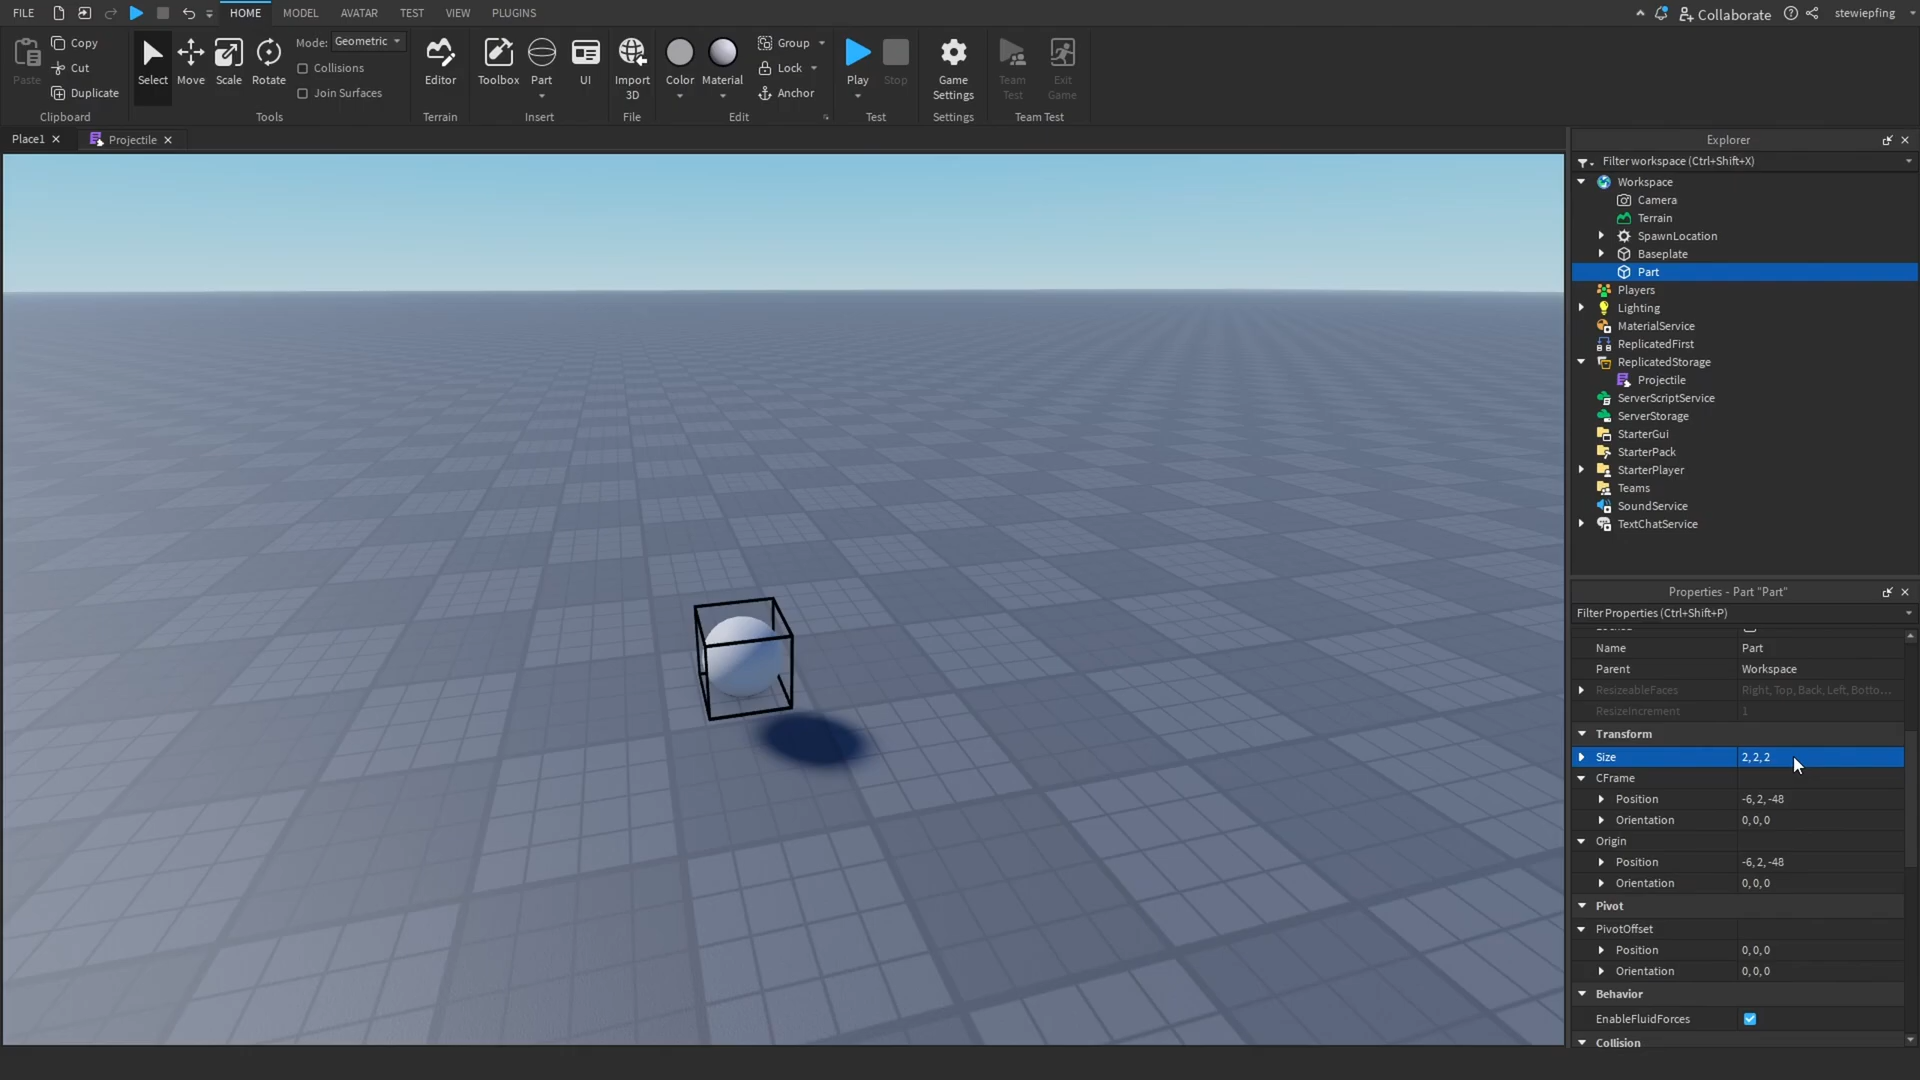 FILE HOME MODEL AVATAR TEST VIEW PLUGINS Collaborate stewiepfing
Paste
Copy
Cut
Duplicate
Clipboard
Select Move Scale Rotate
Mode: Geometric
Collisions
Join Surfaces
Tools
Editor
Terrain
Toolbox Part UI
Insert
Import
3D
File
Color Material
Group
Lock
Anchor
Edit
Play Stop
Test
Game
Settings
Settings
Team
Test
Exit
Game
Team Test
Place1 Projectile
Explorer
Filter workspace (Ctrl+Shift+X)
Workspace
Camera
Terrain
SpawnLocation
Baseplate
Part
Players
Lighting
MaterialService
ReplicatedFirst
ReplicatedStorage
Projectile
ServerScriptService
ServerStorage
StarterGui
StarterPack
StarterPlayer
Teams
SoundService
TextChatService
Properties - Part "Part"
Filter Properties (Ctrl+Shift+P)
Name Part
Parent Workspace
ResizeableFaces Right, Top, Back, Left, Botto...
ResizeIncrement 1
Transform
Size 2, 2, 2
CFrame
Position -6, 2, -48
Orientation 0, 0, 0
Origin
Position -6, 2, -48
Orientation 0, 0, 0
Pivot
PivotOffset
Position 0, 0, 0
Orientation 0, 0, 0
Behavior
EnableFluidForces
Collision